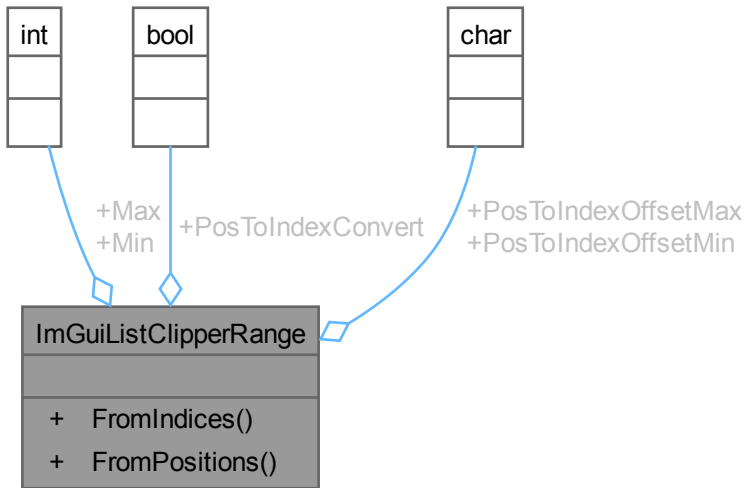 int
bool
char
+Max
+Min
+PosToIndexConvert
+PosToIndexOffsetMax
+PosToIndexOffsetMin
ImGuiListClipperRange
+ FromIndices()
+ FromPositions()